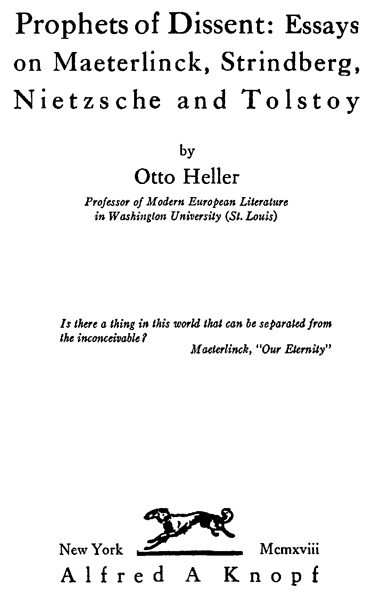 Prophets of Dissent: Essays
on Maeterlinck, Strindberg,
Nietzsche and Tolstoy
by
Otto Heller
Professor of Modern European Literature
in Washington University (St. Louis)
Is there a thing in this world that can be separated from
the inconceivable?
Maeterlinck, "Our Eternity"
New York Mcmxviii
Alfred A Knopf